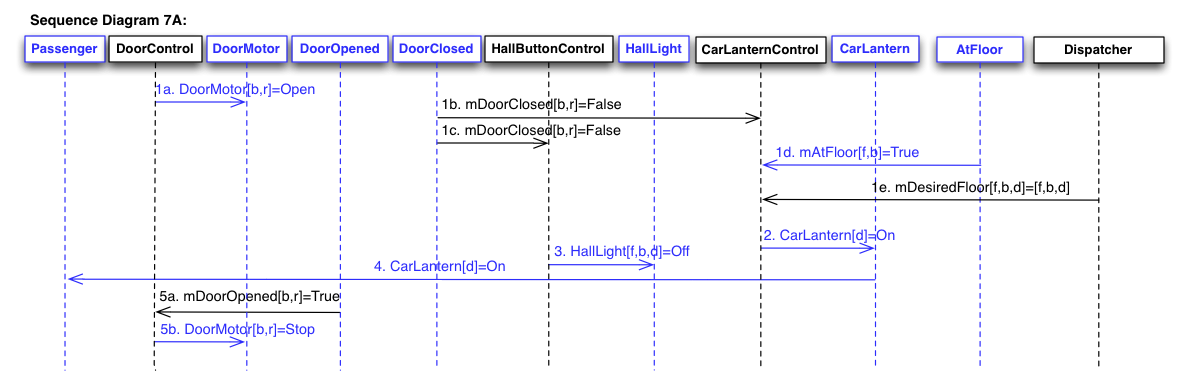 Sequence Diagram 7A:
Passenger DoorControl DoorMotor DoorOpened DoorClosed HallButtonControl HallLight CarLanternControl CarLantern AtFloor Dispatcher
1a. DoorMotor[b,r]=Open
1b. mDoorClosed[b,r]=False
1c. mDoorClosed[b,r]=False
1d. mAtFloor[f,b]=True
1e. mDesiredFloor[f,b,d]=[f,b,d]
2. CarLantern[d]=On
3. HallLight[f,b,d]=Off
4. CarLantern[d]=On
5a. mDoorOpened[b,r]=True
5b. DoorMotor[b,r]=Stop